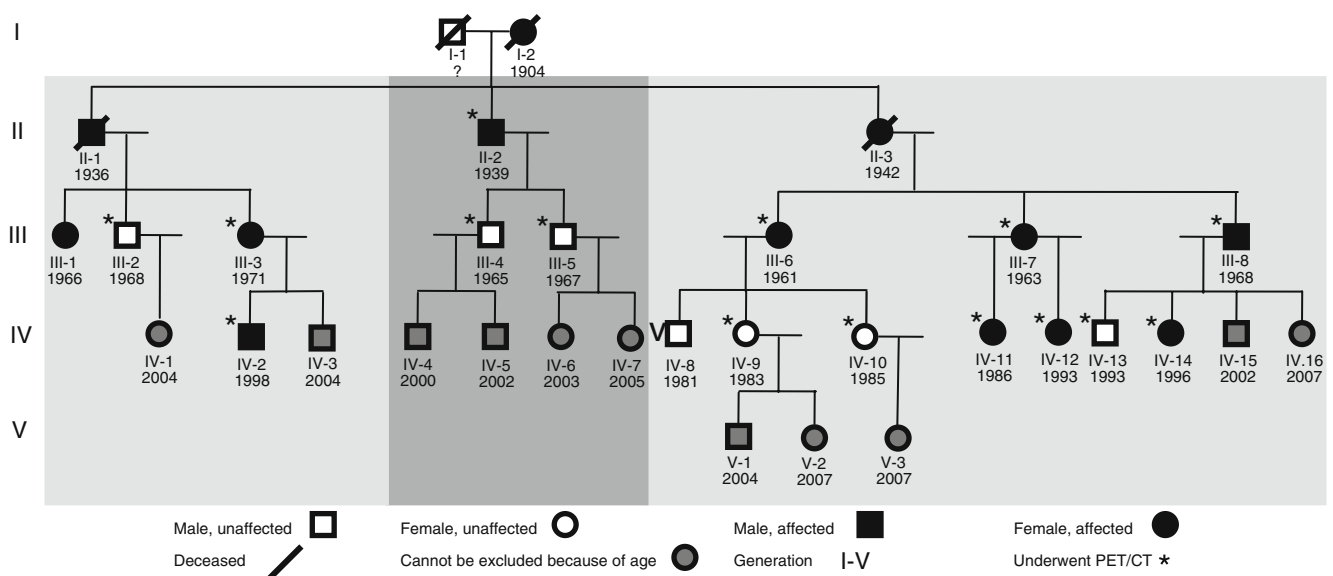 I
I-1 I-2
? 1904
II
* 
II-1 II-2 II-3
1936 1939 1942
III
* * * * * * *
III-1 III-2 III-3 III-4 III-5 III-6 III-7 III-8
1966 1968 1971 1965 1967 1961 1963 1968
IV
* V * * * * * *
IV-1 IV-2 IV-3 IV-4 IV-5 IV-6 IV-7 IV-8 IV-9 IV-10 IV-11 IV-12 IV-13 IV-14 IV-15 IV.16
2004 1998 2004 2000 2002 2003 2005 1981 1983 1985 1986 1993 1993 1996 2002 2007
V
V-1 V-2 V-3
2004 2007 2007
Male, unaffected Female, unaffected Male, affected Female, affected
Deceased Cannot be excluded because of age Generation I-V Underwent PET/CT *